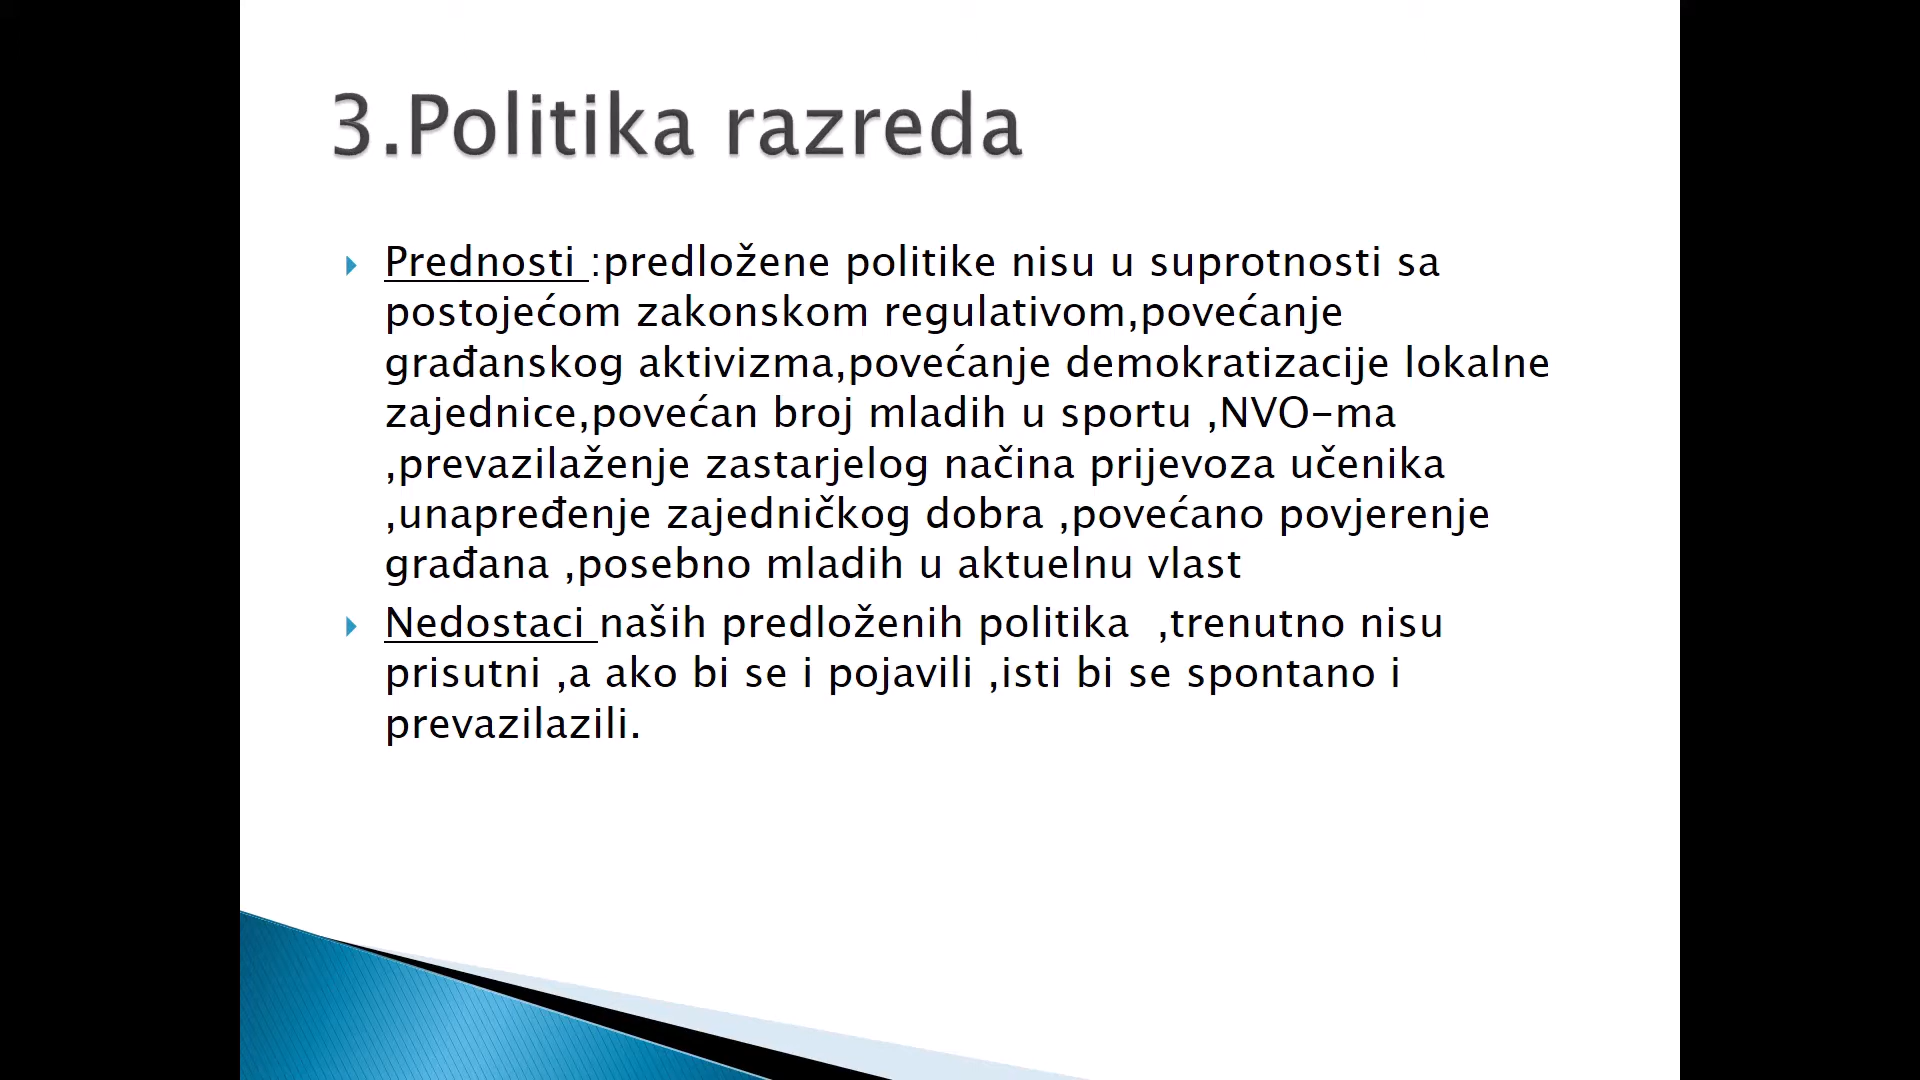 3.Politika razreda
Prednosti :predložene politike nisu u suprotnosti sa
postojećom zakonskom regulativom,povećanje
građanskog aktivizma,povećanje demokratizacije lokalne
zajednice,povećan broj mladih u sportu ,NVO-ma
,prevazilaženje zastarjelog načina prijevoza učenika
,unapređenje zajedničkog dobra ,povećano povjerenje
građana ,posebno mladih u aktuelnu vlast
Nedostaci naših predloženih politika  ,trenutno nisu
prisutni ,a ako bi se i pojavili ,isti bi se spontano i
prevazilazili.